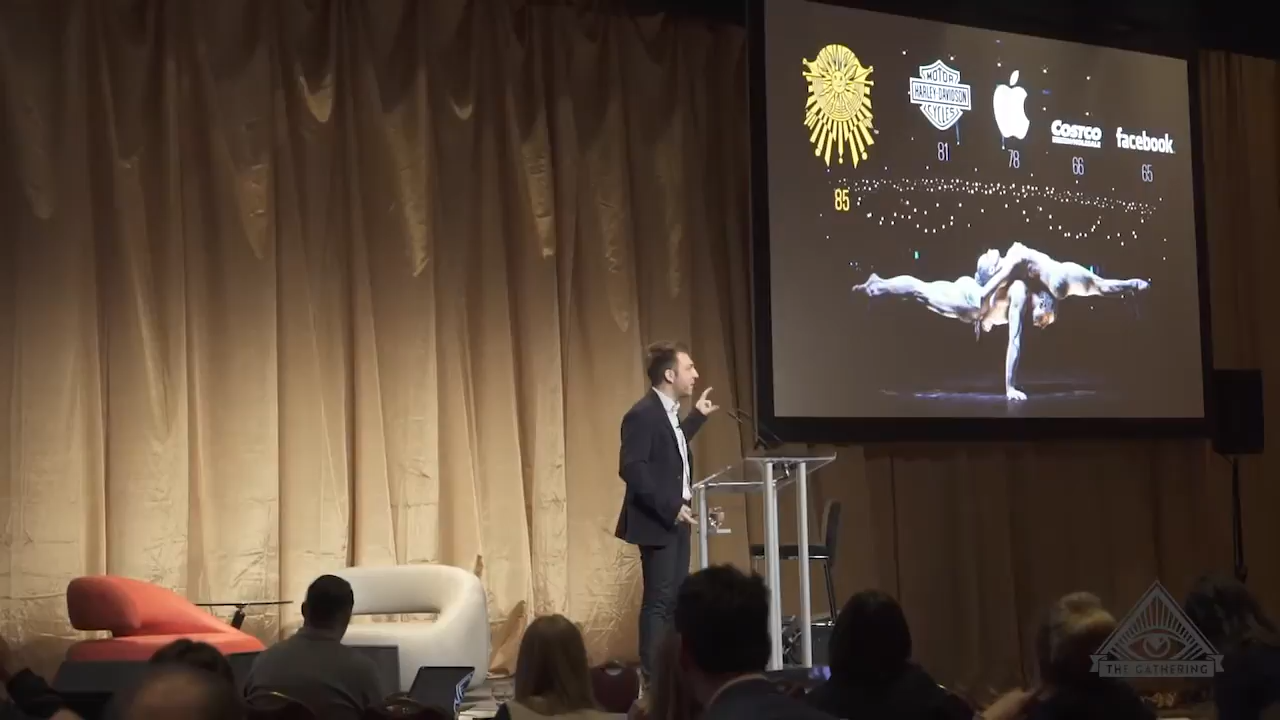 MOTOR
HARLEY-DAVIDSON
CYCLES
COSTCO
facebook
85
81
78
66
65
THE GATHERING